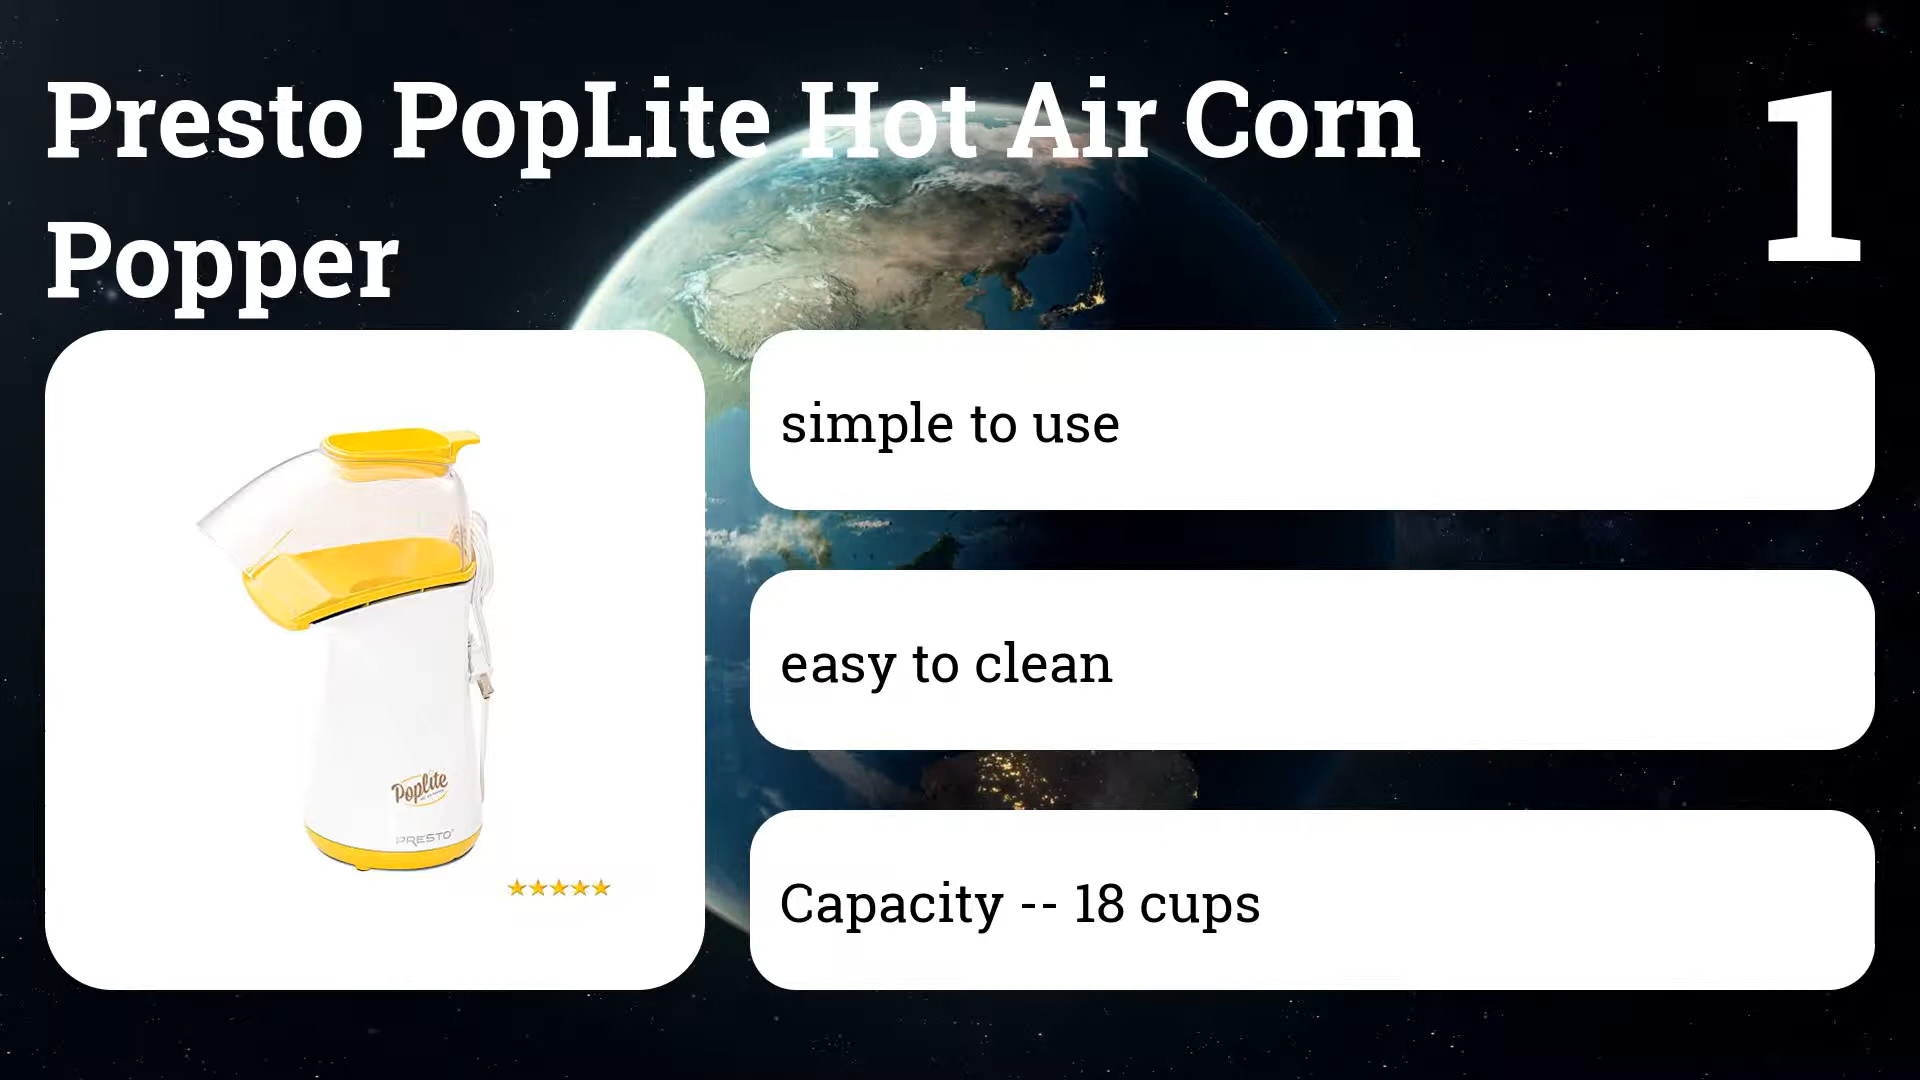 Presto PopLite Hot Air Corn
Popper
1
simple to use
easy to clean
Capacity -- 18 cups
Poplite
PRESTO